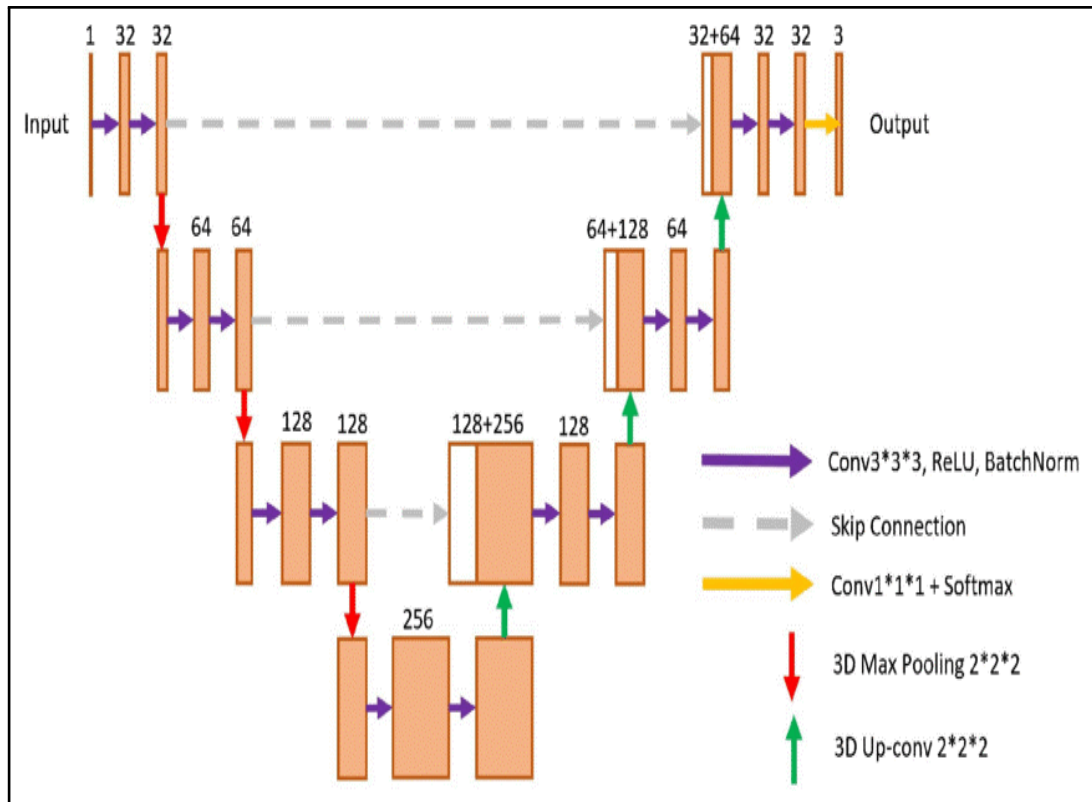 1 32 32 32+64 32 32 3
Input Output
64 64 64+128 64
128 128 128+256 128
256
Conv3*3*3, ReLU, BatchNorm
Skip Connection
Conv1*1*1 + Softmax
3D Max Pooling 2*2*2
3D Up-conv 2*2*2